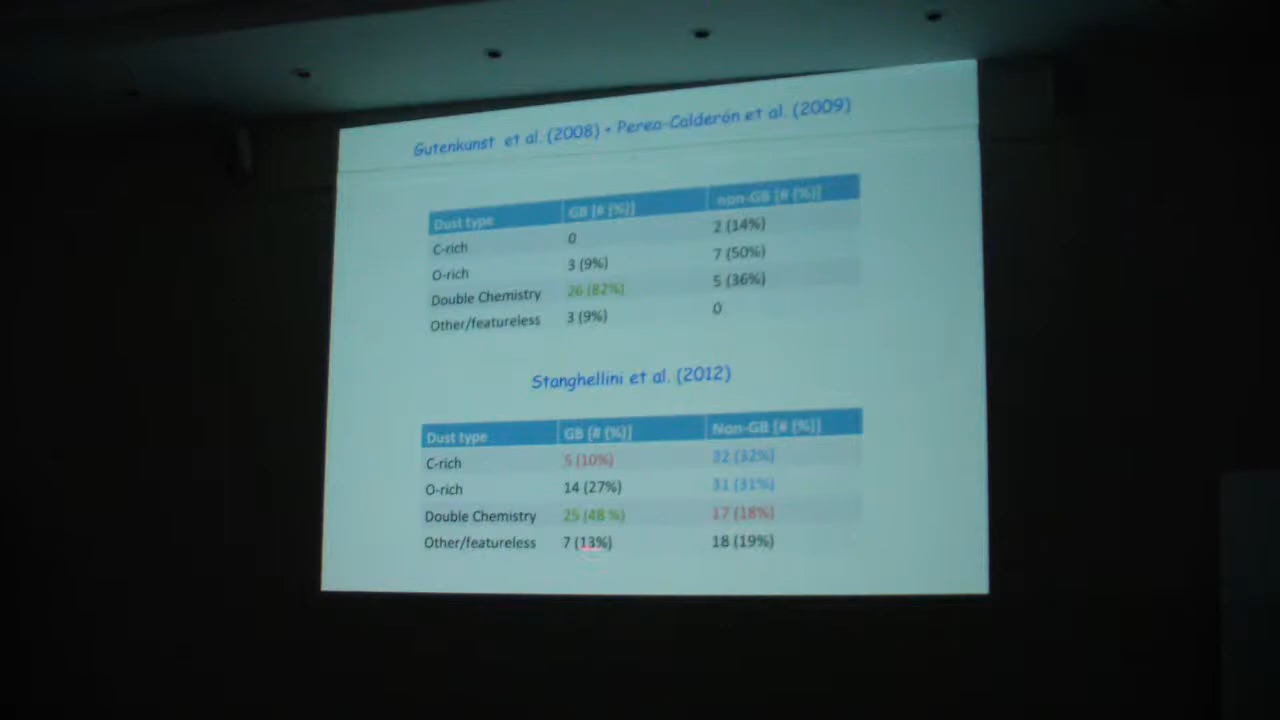 Gutenkunst et al. (2008) • Perea-Calderón et al. (2009)
Dust type GB [# (%)] non-GB [# (%)]
C-rich 0 2 (14%)
O-rich 3 (9%) 7 (50%)
Double Chemistry 26 (82%) 5 (36%)
Other/featureless 3 (9%) 0
Stanghellini et al. (2012)
Dust type GB [# (%)] Non-GB [# (%)]
C-rich 5 (10%) 32 (32%)
O-rich 14 (27%) 31 (31%)
Double Chemistry 25 (48 %) 17 (18%)
Other/featureless 7 (13%) 18 (19%)